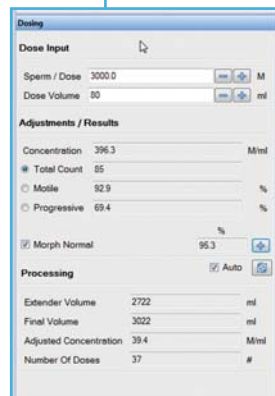 Dosing
Dose Input
Sperm / Dose 3000.0 M
Dose Volume 80 ml
Adjustments / Results
Concentration 396.3 M/ml
Total Count 85
Motile 92.9 %
Progressive 69.4 %
%
Morph Normal 95.3
Processing Auto
Extender Volume 2722 ml
Final Volume 3022 ml
Adjusted Concentration 39.4 M/ml
Number Of Doses 37 #